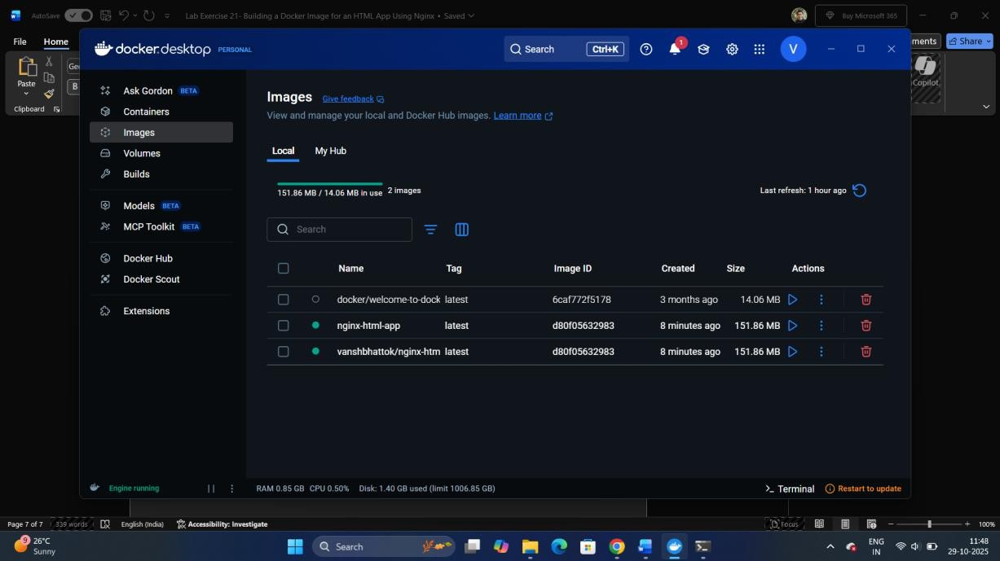 AutoSave
Lab Exercise 21- Building a Docker Image for an HTML App Using Nginx • Saved
Buy Microsoft 365
File Home
Share
Paste
Copilot
Clipboard
B
docker.desktop PERSONAL
Search Ctrl+K
1
V
Ask Gordon BETA
Containers
Images
Volumes
Builds
Models BETA
MCP Toolkit BETA
Docker Hub
Docker Scout
Extensions
Images Give feedback
View and manage your local and Docker Hub images. Learn more
Local My Hub
151.86 MB / 14.06 MB in use 2 images
Last refresh: 1 hour ago
Search
Name Tag Image ID Created Size Actions
docker/welcome-to-dock latest 6caf772f5178 3 months ago 14.06 MB
nginx-html-app latest d80f05632983 8 minutes ago 151.86 MB
vanshbhattok/nginx-htm latest d80f05632983 8 minutes ago 151.86 MB
Engine running
RAM 0.85 GB CPU 0.50% Disk: 1.40 GB used (limit 1006.85 GB)
Terminal Restart to update
Page 7 of 7 339 words English (India) Accessibility: Investigate
Focus 100%
9
26°C
Sunny
Search
ENG
IN
11:48
29-10-2025